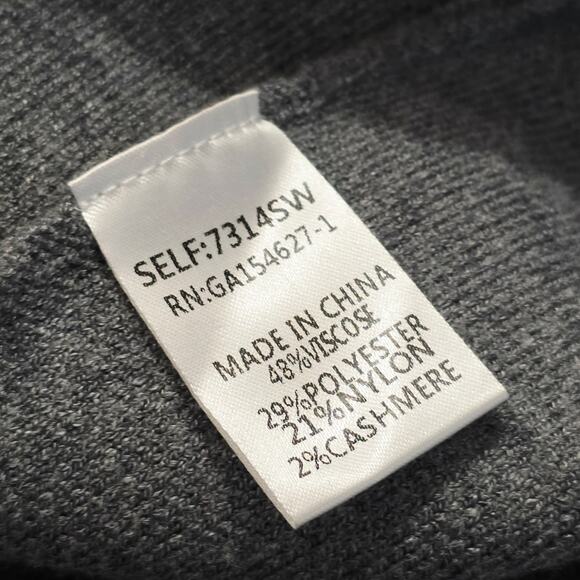 SELF:7314SW
RN:GA154627-1
MADE IN CHINA
48%VISCOSE
29%POLYESTER
21%NYLON
2%CASHMERE